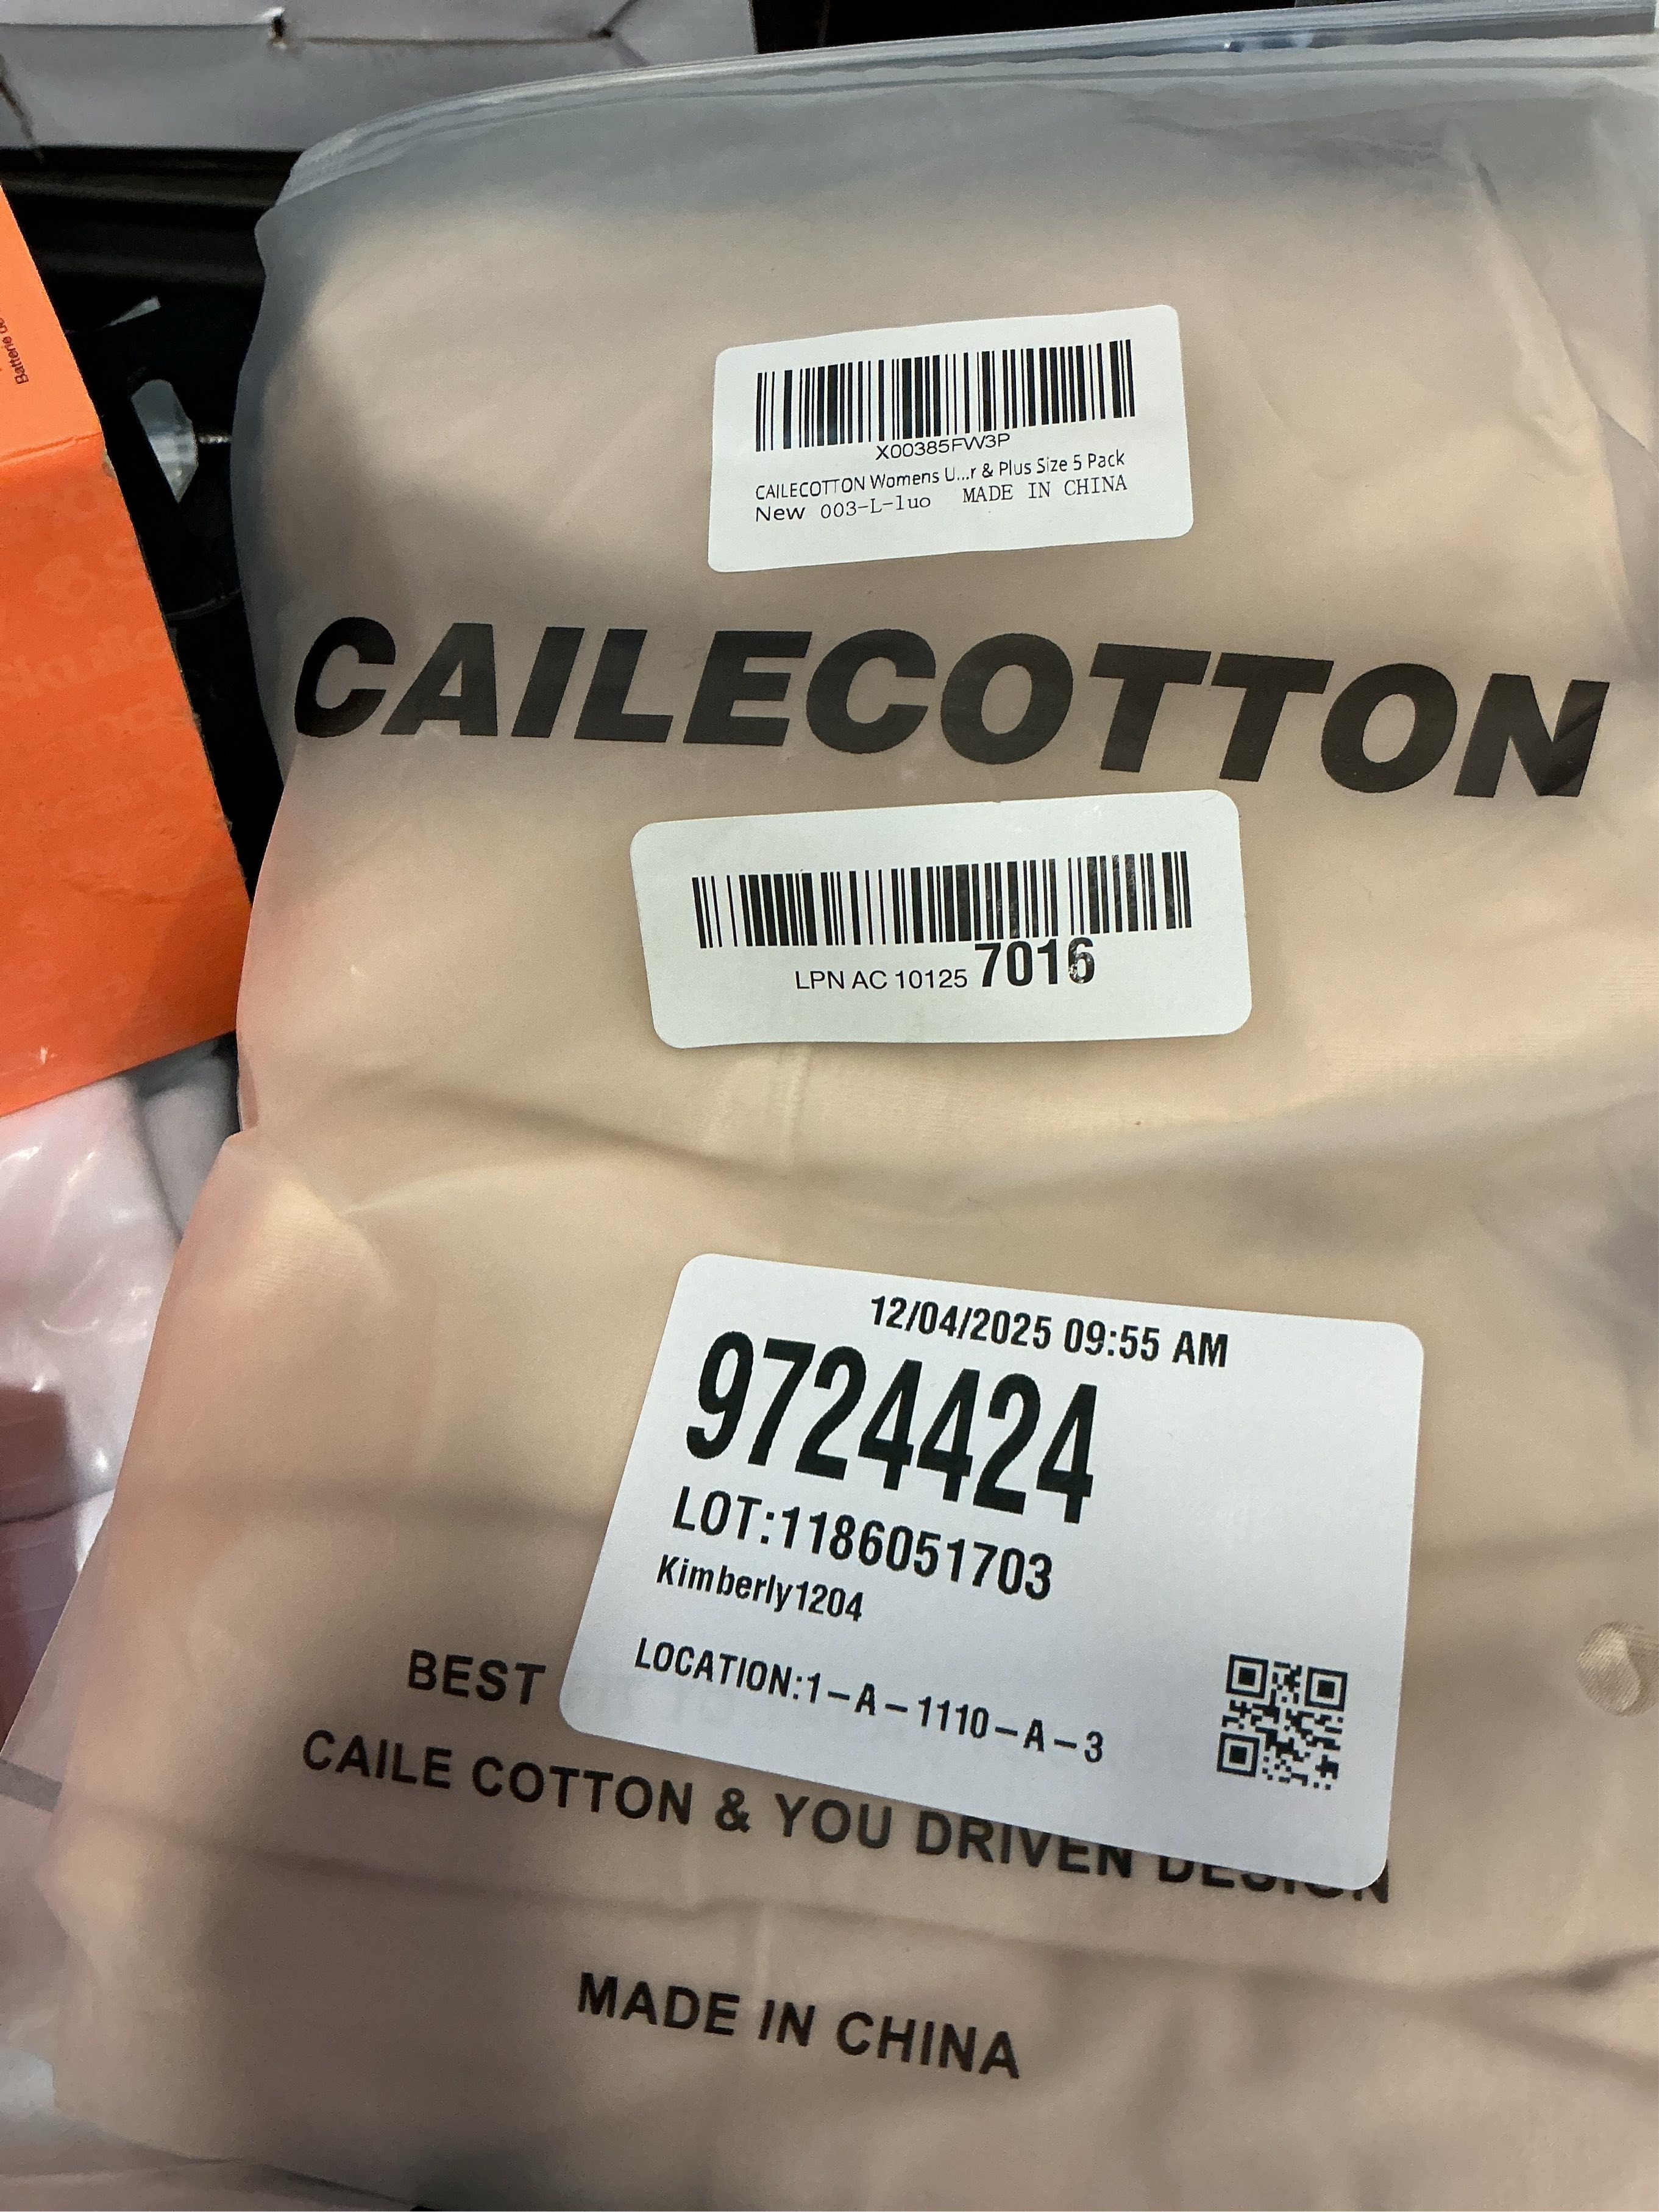 Batterie
X00385FW3P
CAILECOTTON Womens U...r & Plus Size 5 Pack
New 003-L-luo MADE IN CHINA
CAILECOTTON
LPN AC 10125 7016
12/04/2025 09:55 AM
9724424
LOT:1186051703
Kimberly1204
LOCATION:1-A-1110-A-3
BEST
CAILE COTTON & YOU DRIVEN DESIGN
MADE IN CHINA